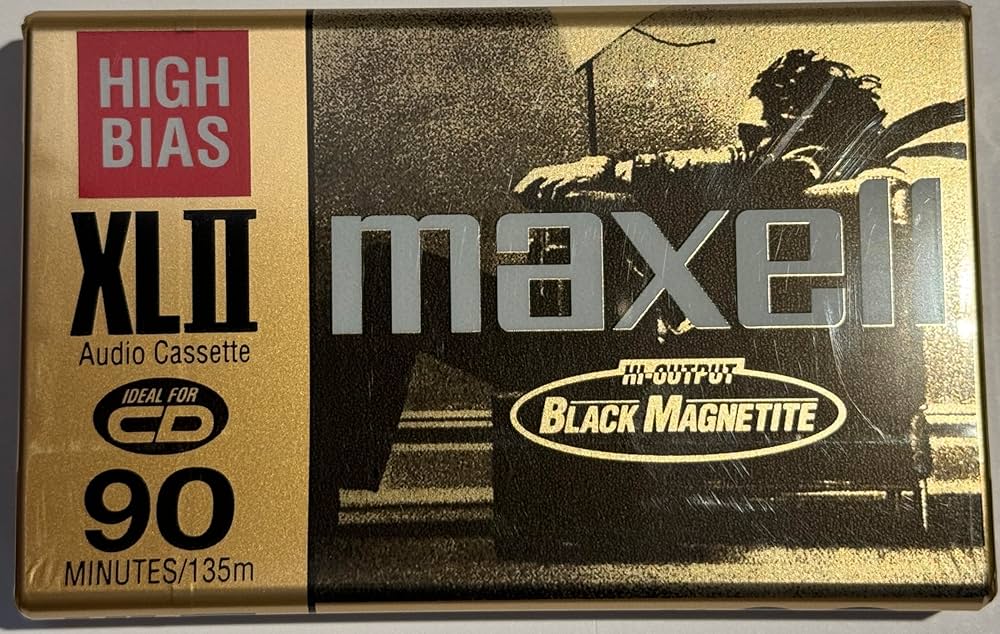 HIGH
BIAS
XLII
Audio Cassette
IDEAL FOR
CD
90
MINUTES/135m
maxell
HI-OUTPUT
BLACK MAGNETITE